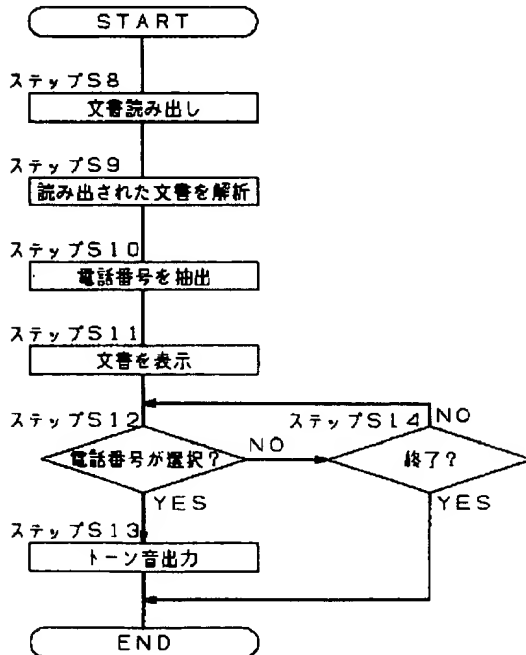 START
ステップS8
文書読み出し
ステップS9
読み出された文書を解析
ステップS10
電話番号を抽出
ステップS11
文書を表示
ステップS12
ステップS14
NO
電話番号が選択?
NO
終了?
YES
YES
ステップS13
トーン音出力
END